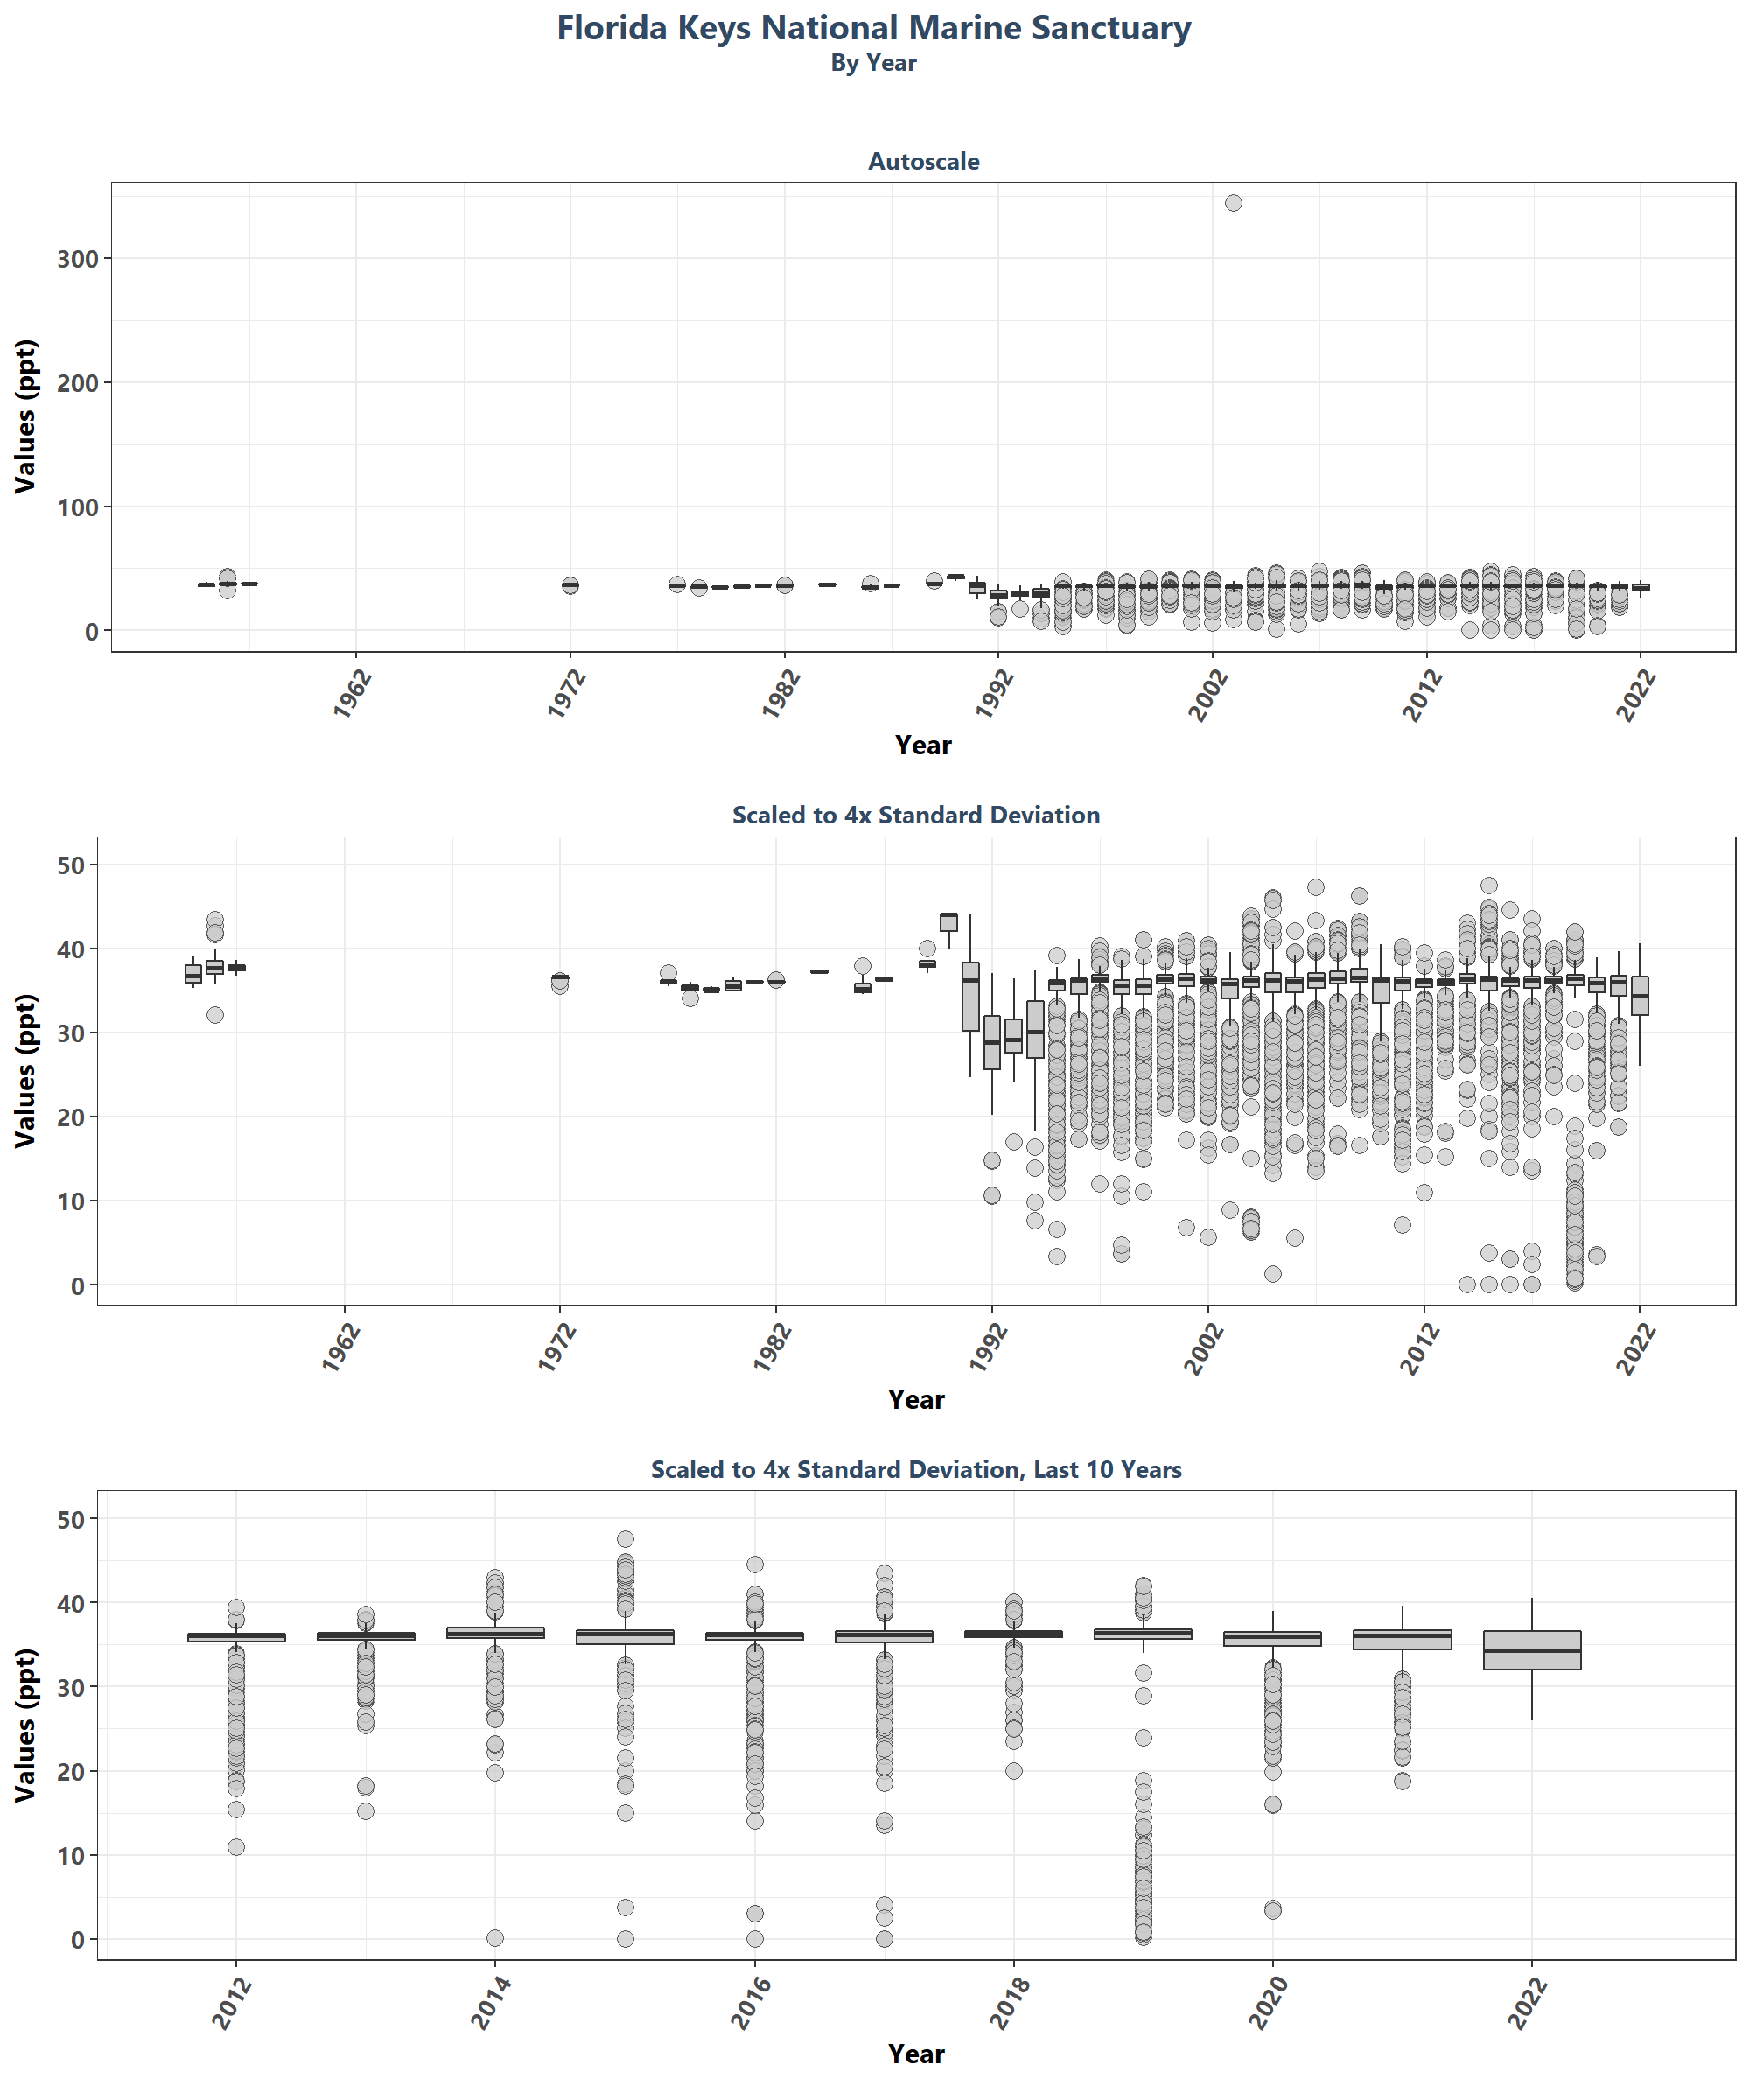 Florida Keys National Marine Sanctuary
By Year
Autoscale
Values (ppt)
300
200
100
0
1962 1972 1982 1992 2002 2012 2022
Year
Scaled to 4x Standard Deviation
Values (ppt)
50
40
30
20
10
0
1962 1972 1982 1992 2002 2012 2022
Year
Scaled to 4x Standard Deviation, Last 10 Years
Values (ppt)
50
40
30
20
10
0
2012 2014 2016 2018 2020 2022
Year